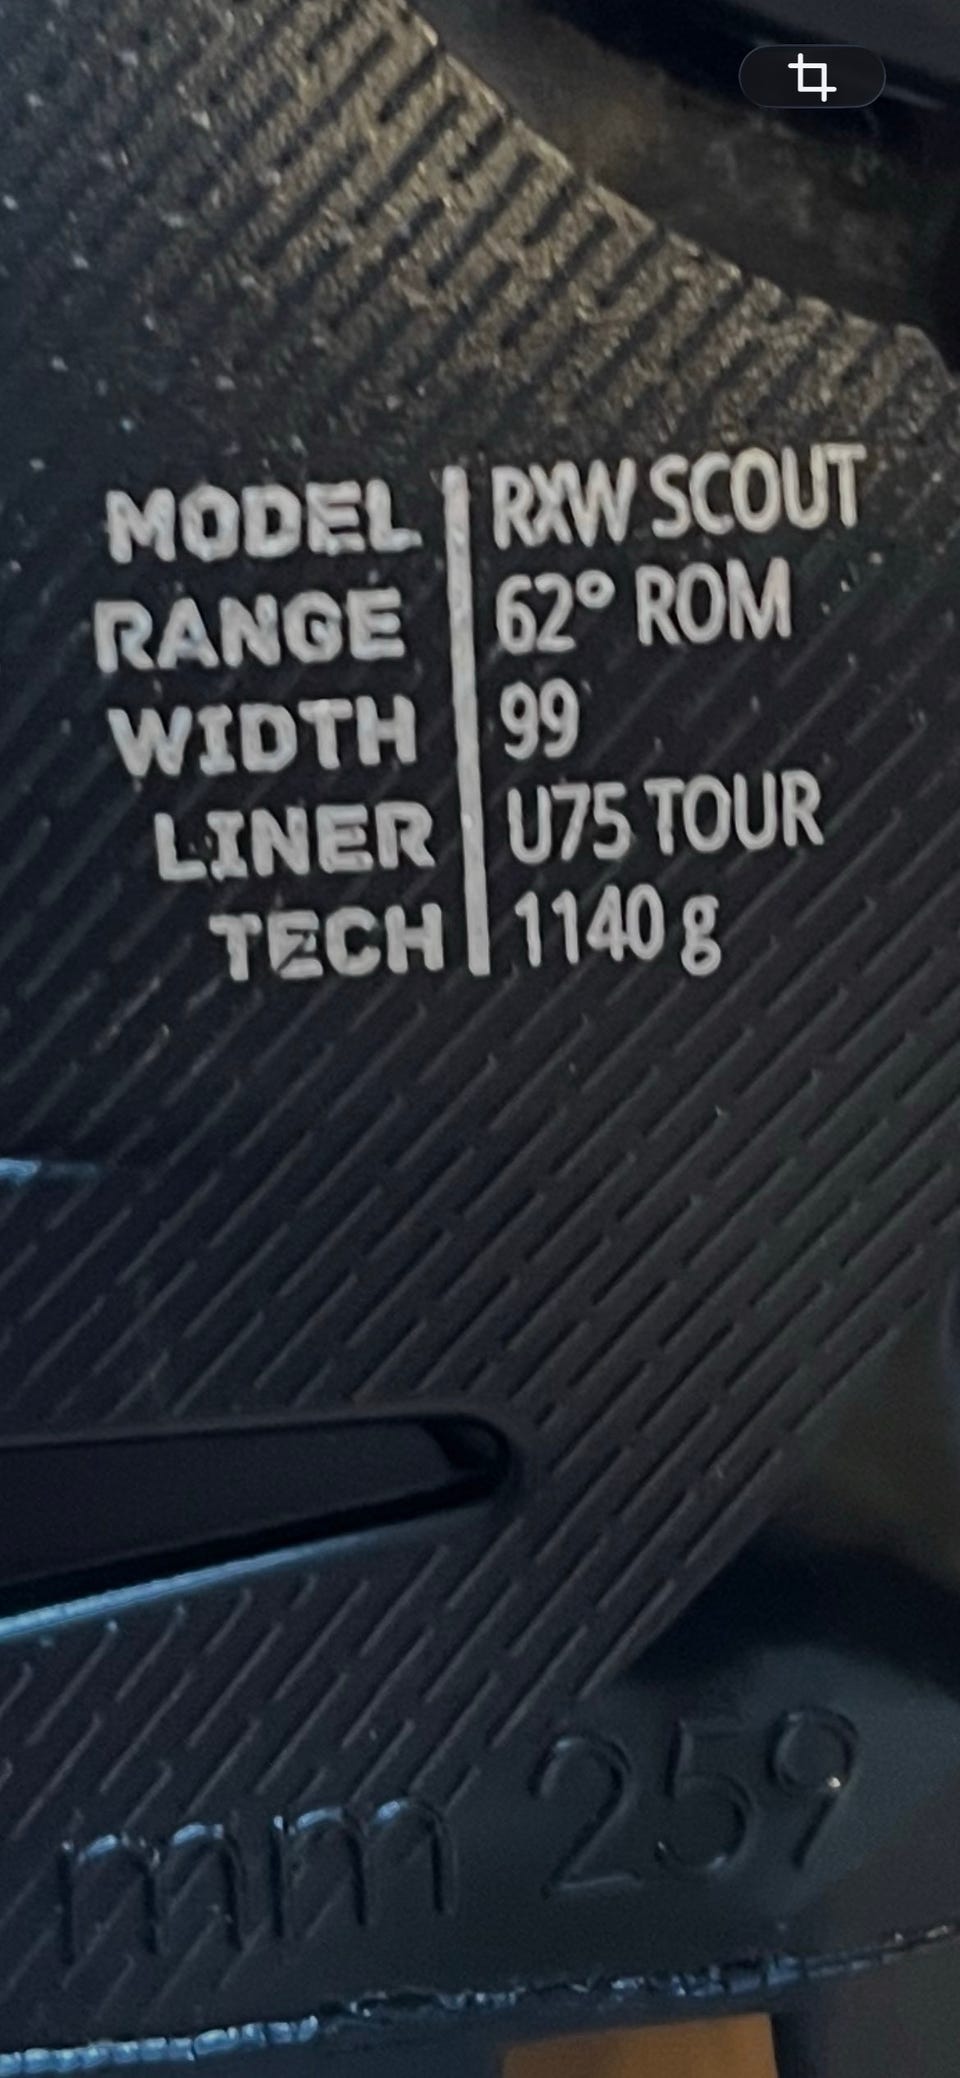 MODEL | RXW SCOUT
RANGE | 62° ROM
WIDTH | 99
LINER | U75 TOUR
TECH | 1140 g
mm 259